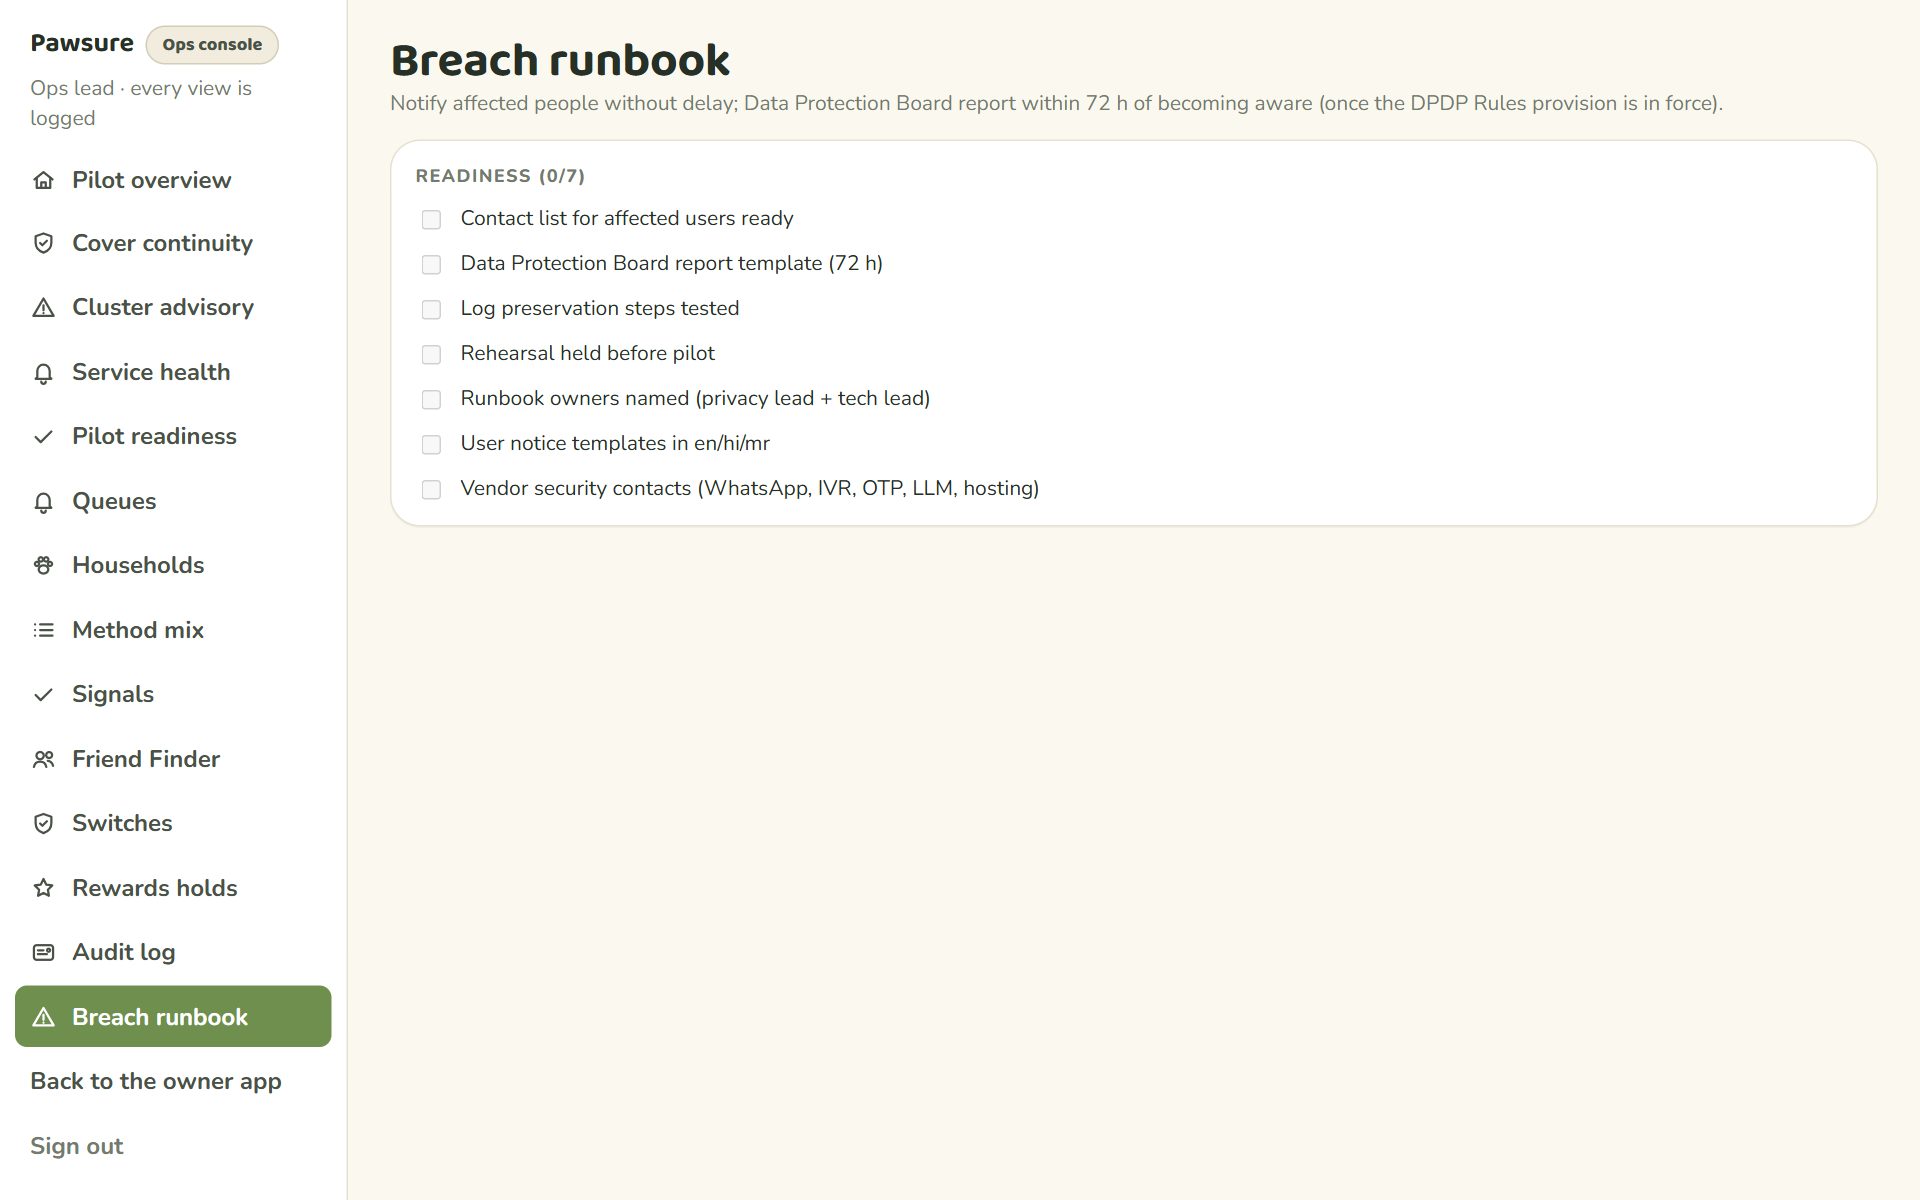 Pawsure
Ops console
Ops lead · every view is
logged
Pilot overview
Cover continuity
Cluster advisory
Service health
Pilot readiness
Queues
Households
Method mix
Signals
Friend Finder
Switches
Rewards holds
Audit log
Breach runbook
Back to the owner app
Sign out
Breach runbook
Notify affected people without delay; Data Protection Board report within 72 h of becoming aware (once the DPDP Rules provision is in force).
READINESS (0/7)
Contact list for affected users ready
Data Protection Board report template (72 h)
Log preservation steps tested
Rehearsal held before pilot
Runbook owners named (privacy lead + tech lead)
User notice templates in en/hi/mr
Vendor security contacts (WhatsApp, IVR, OTP, LLM, hosting)